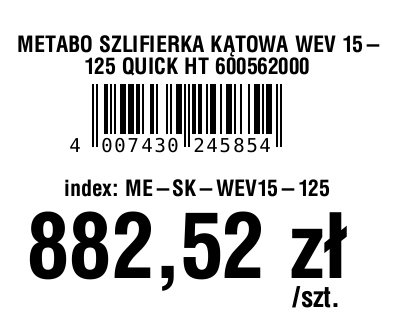 METABO SZLIFIERKA KĄTOWA WEV 15–
125 QUICK HT 600562000
4 007430 245854
index: ME–SK–WEV15–125
882,52 zł
/szt.